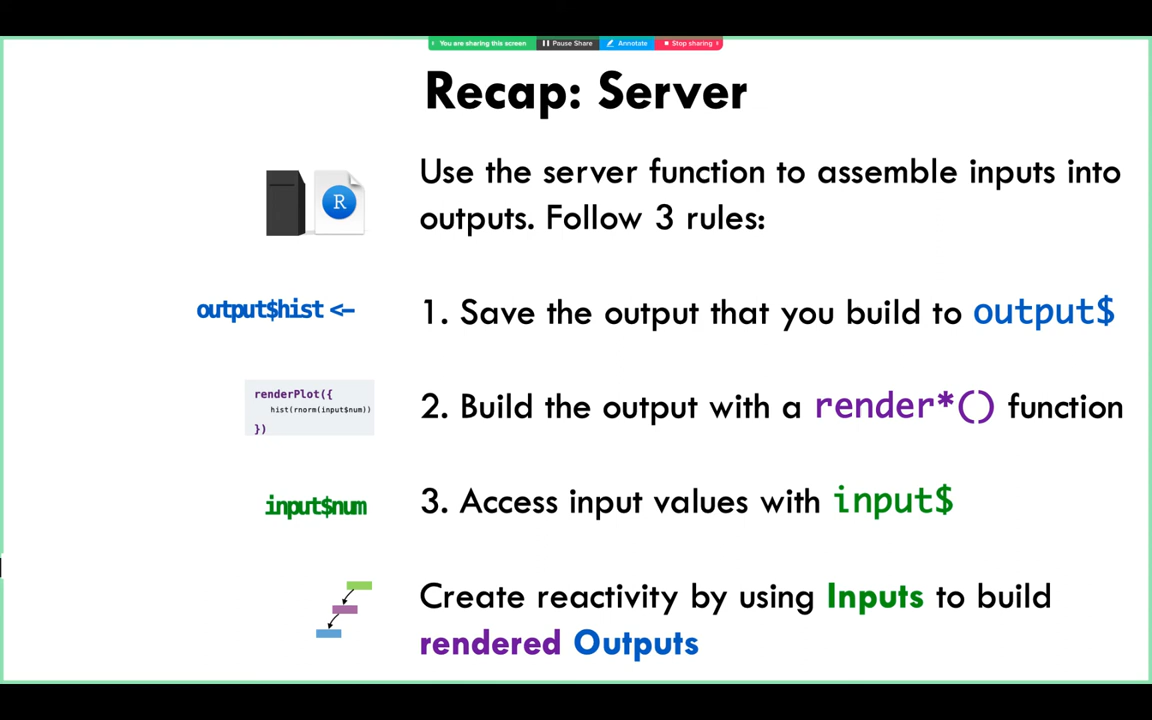 You are sharing this screen Pause Share Annotate Stop sharing
Recap: Server
Use the server function to assemble inputs into
outputs. Follow 3 rules:
R
output$hist <-
1. Save the output that you build to output$
renderPlot({
hist(rnorm(input$num))
})
2. Build the output with a render*() function
input$num
3. Access input values with input$
Create reactivity by using Inputs to build
rendered Outputs